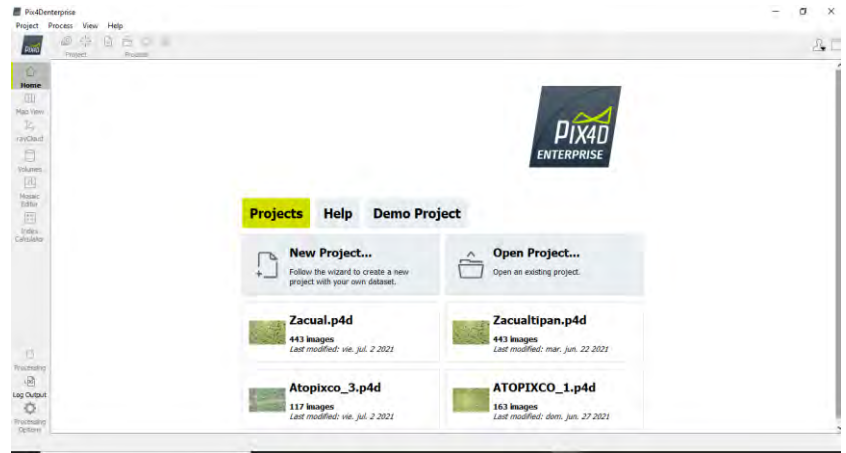 Pix4Denterprise
Project Process View Help
Project Process
Home
Map View
rayCloud
Volumes
Mosaic
Editor
Index
Calculator
PIX4D
ENTERPRISE
Projects Help Demo Project
New Project...
Follow the wizard to create a new
project with your own dataset.
Open Project...
Open an existing project.
Zacual.p4d
443 images
Last modified: vie. jul. 2 2021
Zacualtipan.p4d
443 images
Last modified: mar. jun. 22 2021
Atopixco_3.p4d
117 images
Last modified: vie. jul. 2 2021
ATOPIXCO_1.p4d
163 images
Last modified: dom. jun. 27 2021
Processing
Log Output
Processing
Options